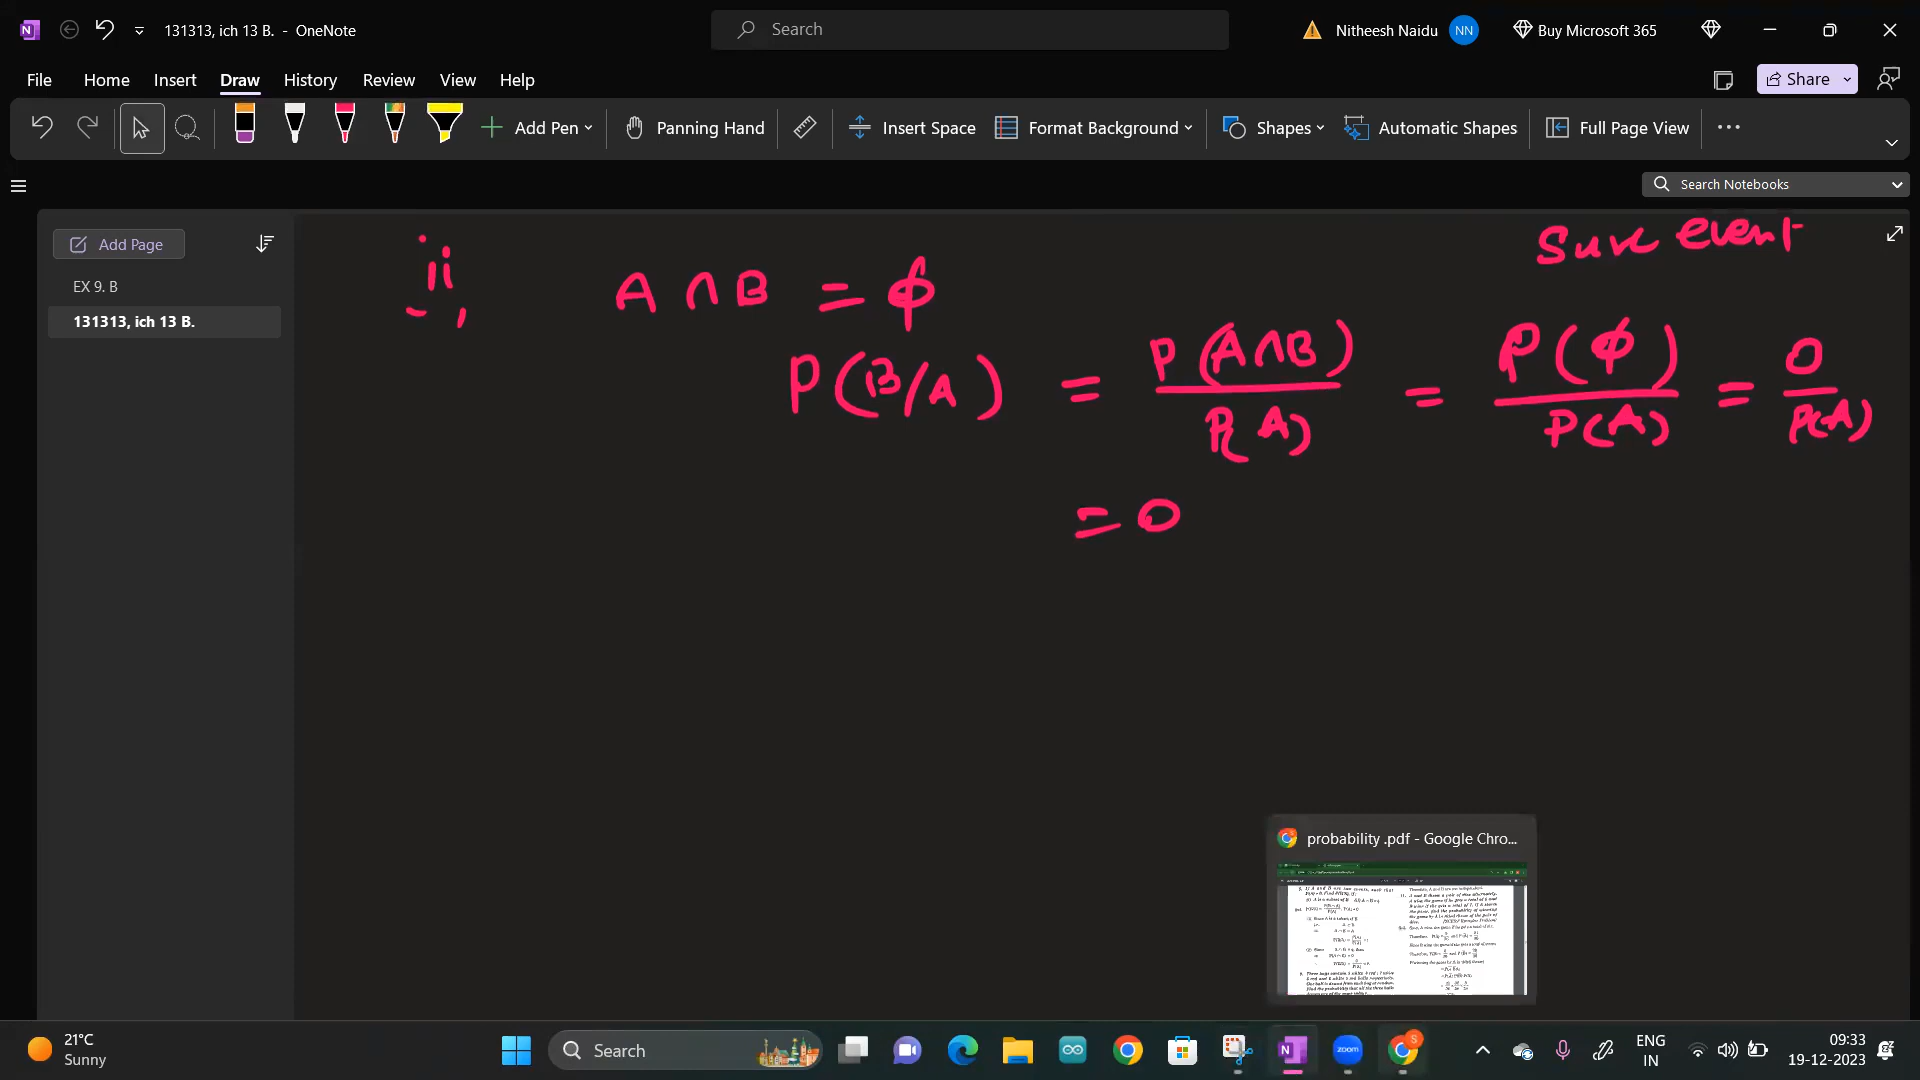 131313, ich 13 B. - OneNote
Search
Nitheesh Naidu
NN
Buy Microsoft 365
File Home Insert Draw History Review View Help
Share
Add Pen
Panning Hand
Insert Space
Format Background
Shapes
Automatic Shapes
Full Page View
Search Notebooks
Add Page
EX 9. B
131313, ich 13 B.
Sure event
ii
A ∩ B = ϕ
P(B/A) = P(A∩B)/P(A) = P(ϕ)/P(A) = 0/P(A)
= 0
probability .pdf - Google Chro...
21°C
Sunny
Search
zoom
S
ENG
IN
09:33
19-12-2023